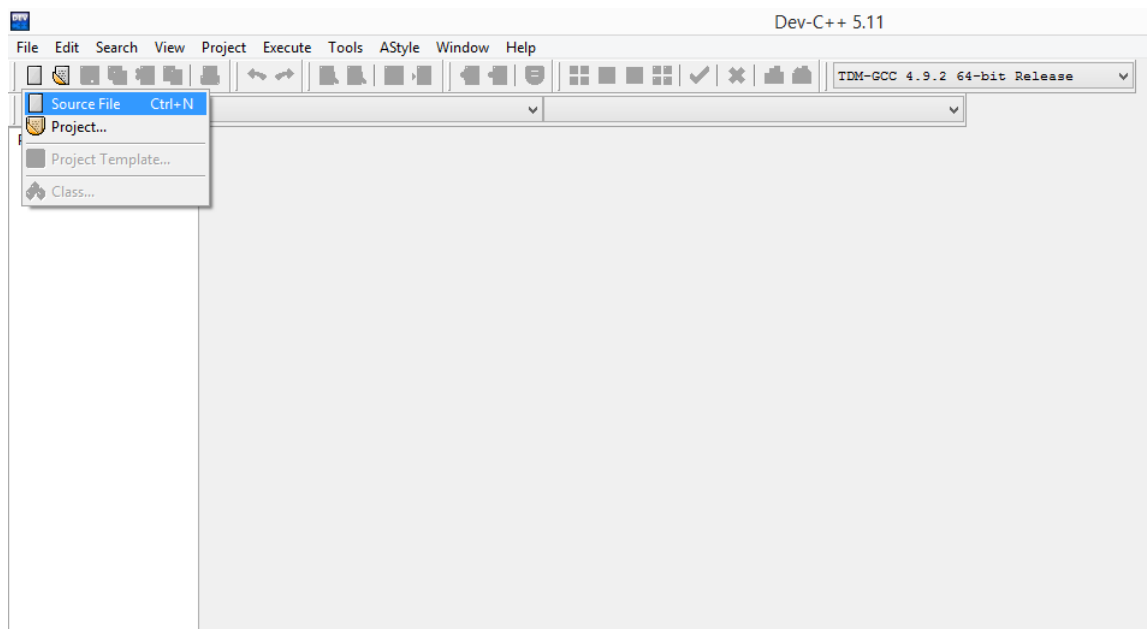 DEV
Dev-C++ 5.11
File Edit Search View Project Execute Tools AStyle Window Help
TDM-GCC 4.9.2 64-bit Release
Source File Ctrl+N
Project...
Project Template...
Class...